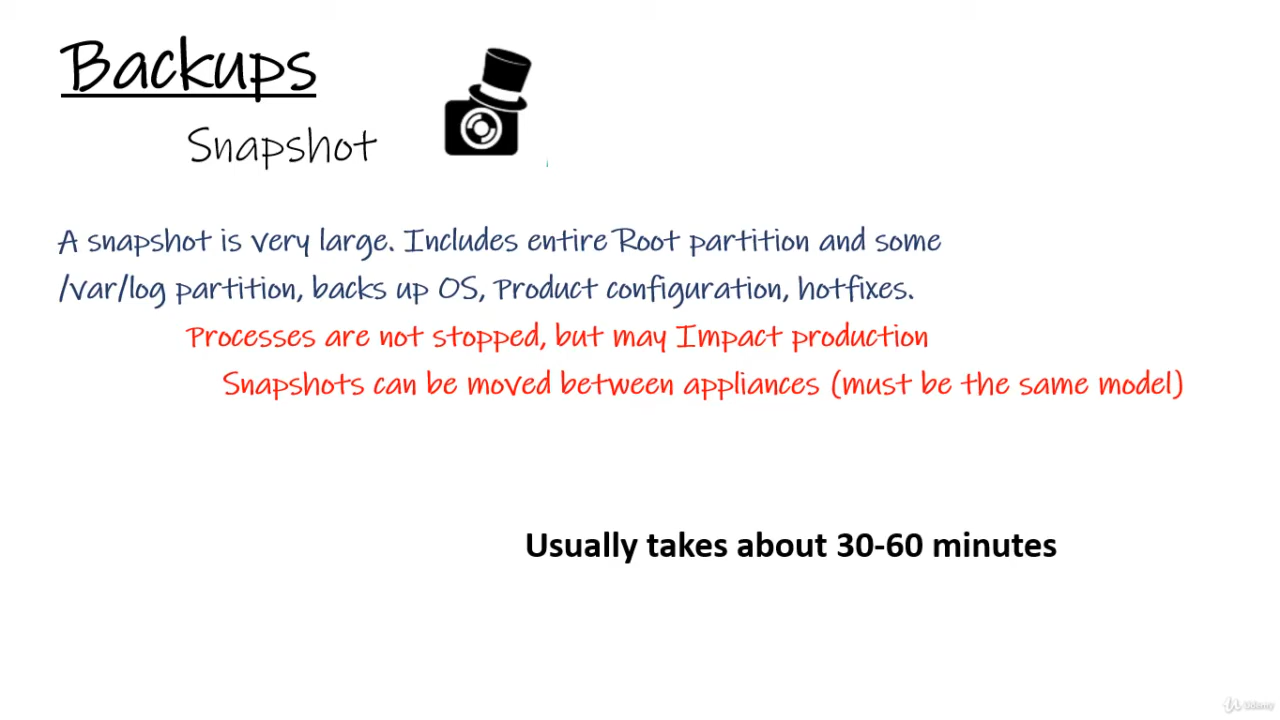 Backups
Snapshot
A snapshot is very large. Includes entire Root partition and some
/var/log partition, backs up OS, Product configuration, hotfixes.
Processes are not stopped, but may Impact production
Snapshots can be moved between appliances (must be the same model)
Usually takes about 30-60 minutes
Udemy